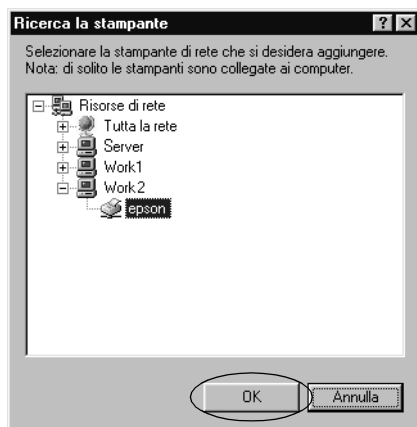 Ricerca la stampante
Selezionare la stampante di rete che si desidera aggiungere.
Nota: di solito le stampanti sono collegate ai computer.
Risorse di rete
Tutta la rete
Server
Work1
Work2
epson
OK
Annulla